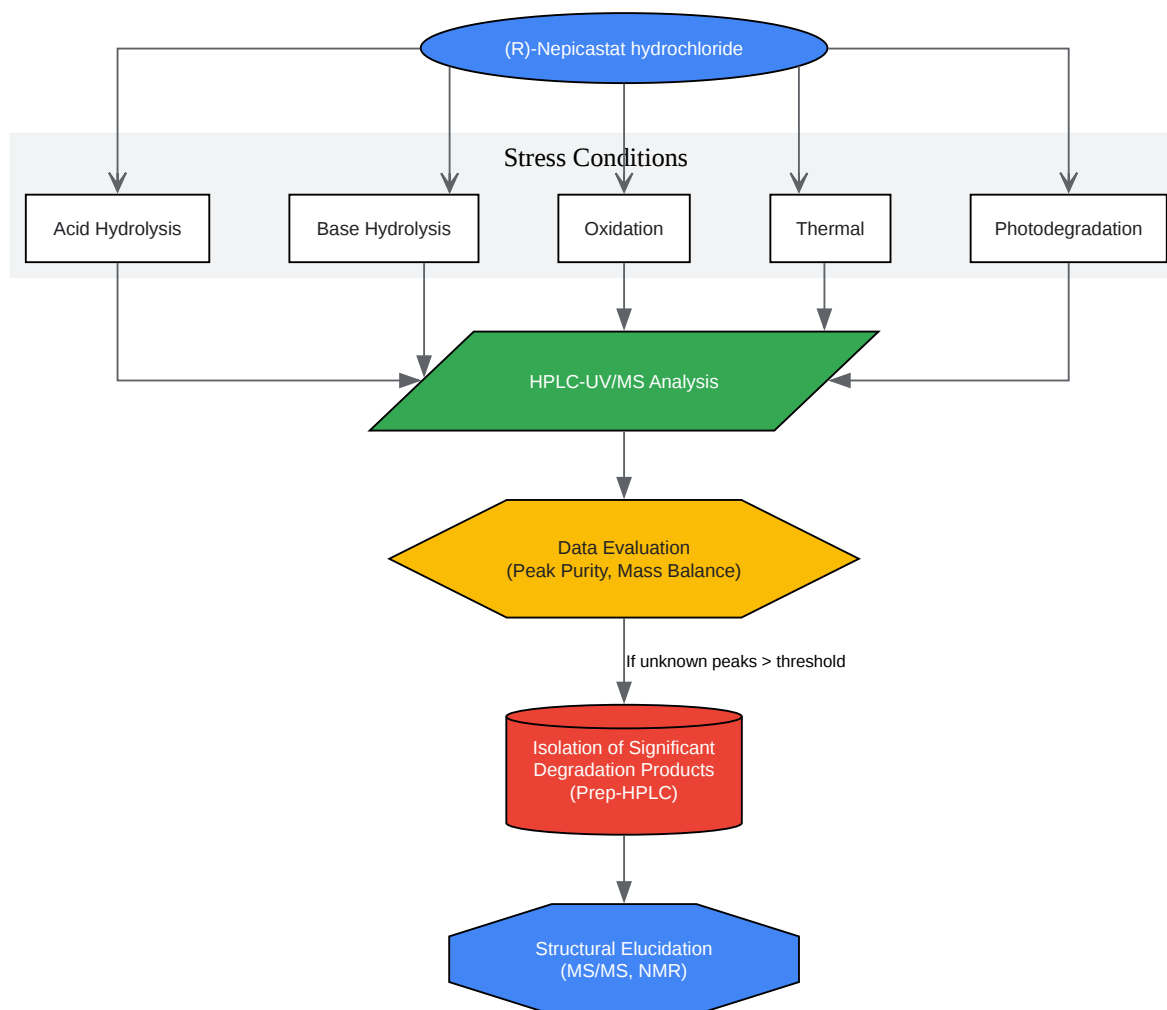 (R)-Nepicastat hydrochloride
Stress Conditions
Acid Hydrolysis
Base Hydrolysis
Oxidation
Thermal
Photodegradation
HPLC-UV/MS Analysis
Data Evaluation
(Peak Purity, Mass Balance)
If unknown peaks > threshold
Isolation of Significant
Degradation Products
(Prep-HPLC)
Structural Elucidation
(MS/MS, NMR)